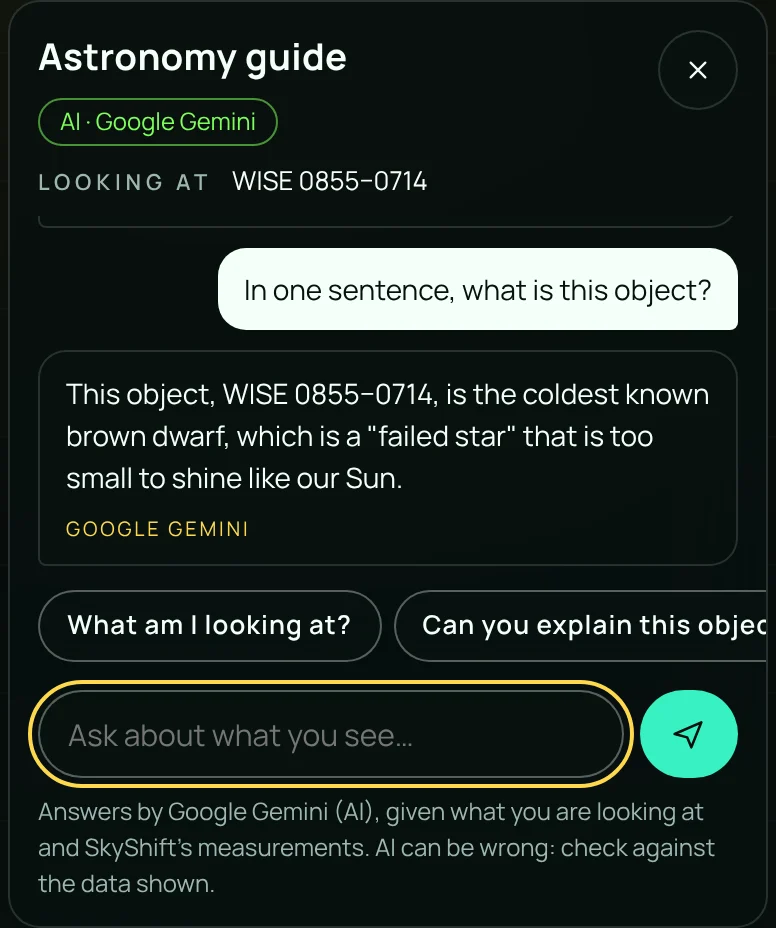 Astronomy guide
AI · Google Gemini
LOOKING AT WISE 0855–0714
In one sentence, what is this object?
This object, WISE 0855–0714, is the coldest known
brown dwarf, which is a "failed star" that is too
small to shine like our Sun.
GOOGLE GEMINI
What am I looking at? Can you explain this objec
Ask about what you see...
Answers by Google Gemini (AI), given what you are looking at
and SkyShift’s measurements. AI can be wrong: check against
the data shown.